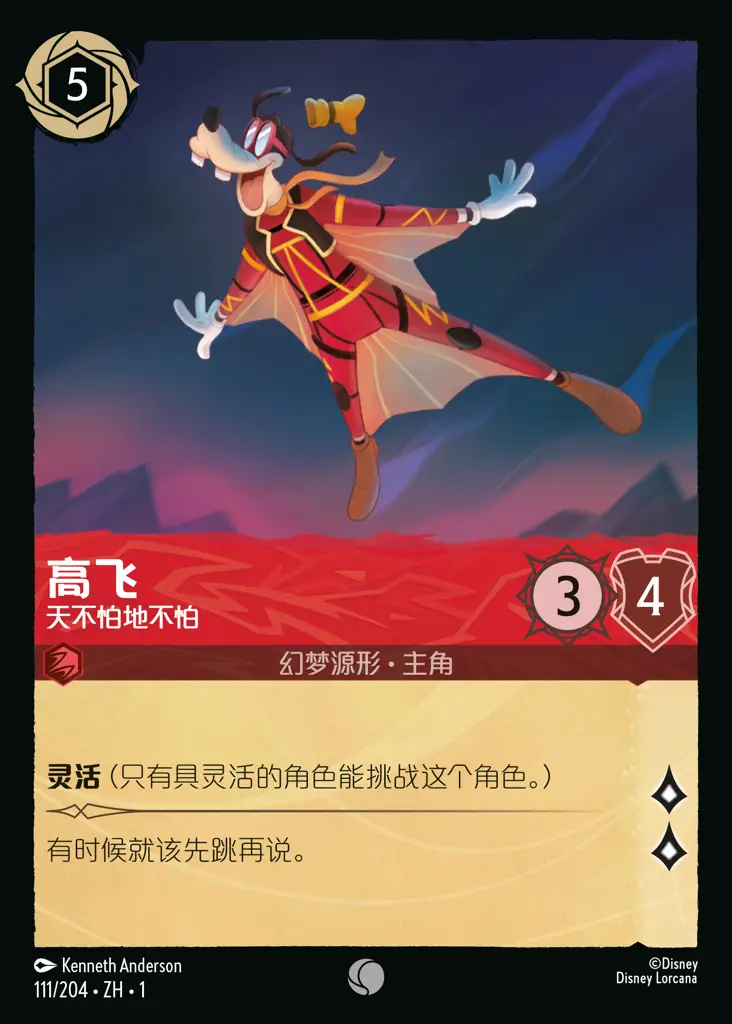 5
高飞
天不怕地不怕
3
4
幻梦源形 • 主角
灵活（只有具灵活的角色能挑战这个角色。）
有时候就该先跳再说。
Kenneth Anderson
111/204 • ZH • 1
©Disney
Disney Lorcana